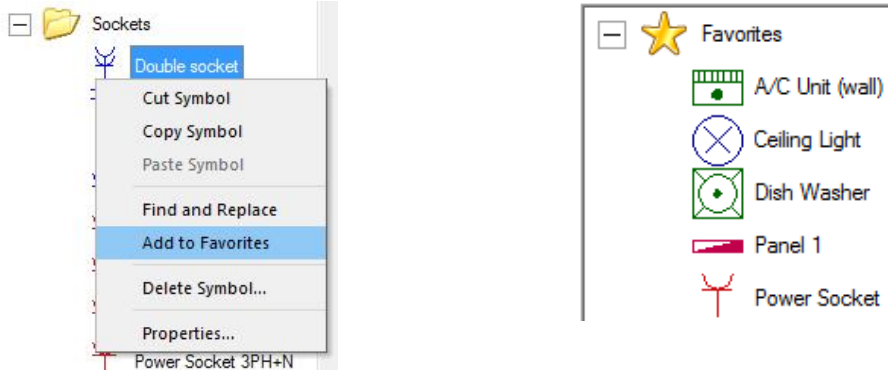 Sockets
Double socket
Cut Symbol
Copy Symbol
Paste Symbol
Find and Replace
Add to Favorites
Delete Symbol...
Properties...
Power Socket 3PH+N
Favorites
A/C Unit (wall)
Ceiling Light
Dish Washer
Panel 1
Power Socket